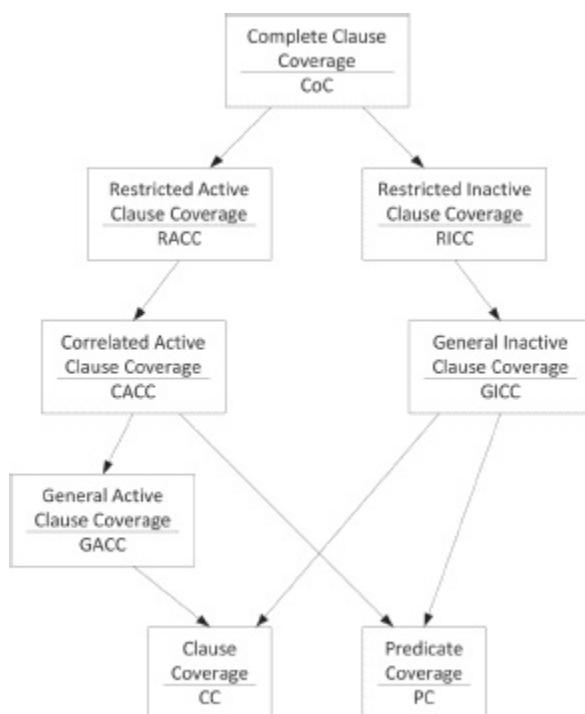 Complete Clause
Coverage
CoC
Restricted Active
Clause Coverage
RACC
Restricted Inactive
Clause Coverage
RICC
Correlated Active
Clause Coverage
CACC
General Inactive
Clause Coverage
GICC
General Active
Clause Coverage
GACC
Clause
Coverage
CC
Predicate
Coverage
PC